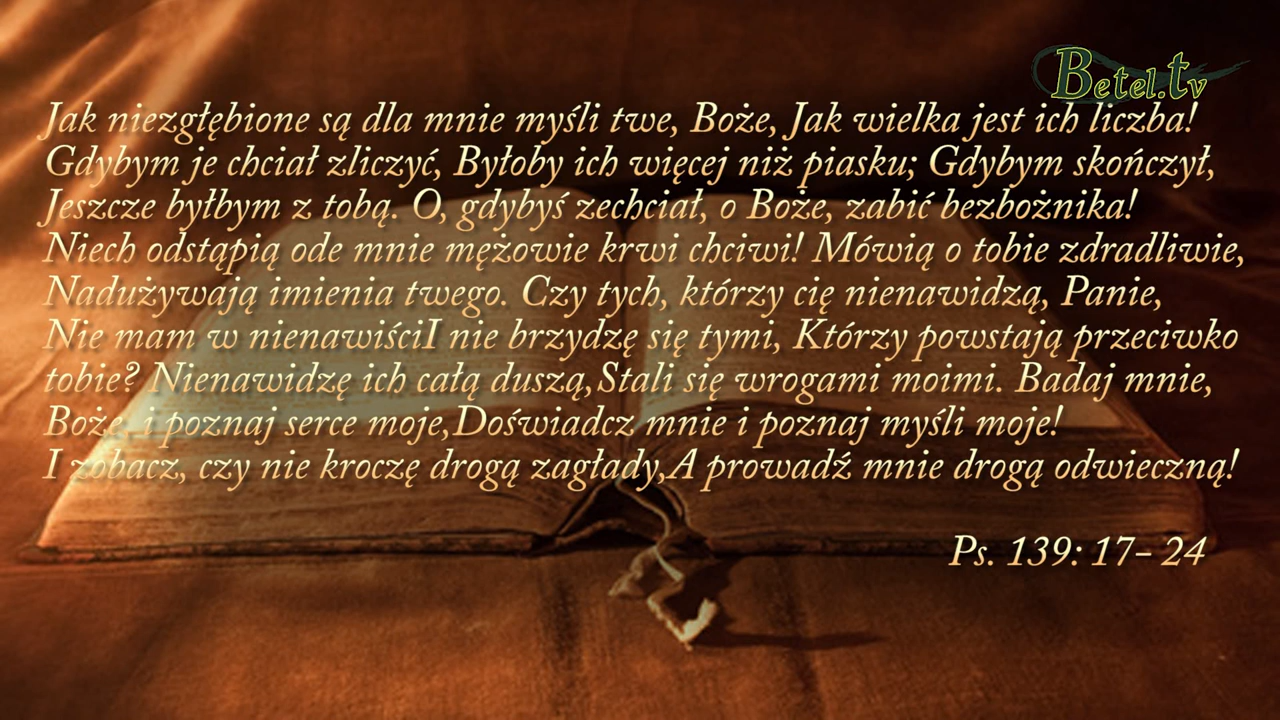 Betel.tv
Jak niezgłębione są dla mnie myśli twe, Boże, Jak wielka jest ich liczba!
Gdybym je chciał zliczyć, Byłoby ich więcej niż piasku; Gdybym skończył,
Jeszcze byłbym z tobą. O, gdybyś zechciał, o Boże, zabić bezbożnika!
Niech odstąpią ode mnie mężowie krwi chciwi! Mówią o tobie zdradliwie,
Nadużywają imienia twego. Czy tych, którzy cię nienawidzą, Panie,
Nie mam w nienawiściI nie brzydzę się tymi, Którzy powstają przeciwko
tobie? Nienawidzę ich całą duszą,Stali się wrogami moimi. Badaj mnie,
Boże, i poznaj serce moje,Doświadcz mnie i poznaj myśli moje!
I zobacz, czy nie kroczę drogą zagłady,A prowadź mnie drogą odwieczną!
Ps. 139: 17- 24